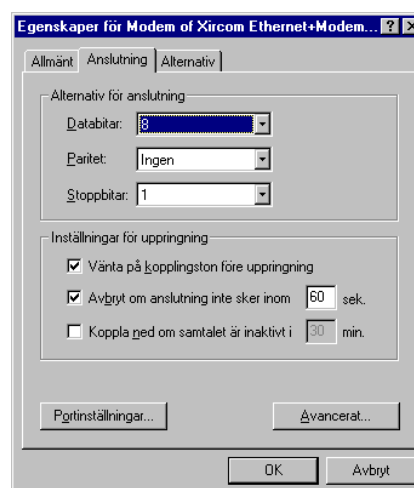 Egenskaper för Modem of Xircom Ethernet+Modem...
Allmänt Anslutning Alternativ
Alternativ för anslutning
Databitar: 8
Paritet: Ingen
Stoppbitar: 1
Inställningar för uppringning
Vänta på kopplingston före uppringning
Avbryt om anslutning inte sker inom 60 sek.
Koppla ned om samtalet är inaktivt i 30 min.
Portinställningar... Avancerat...
OK Avbryt